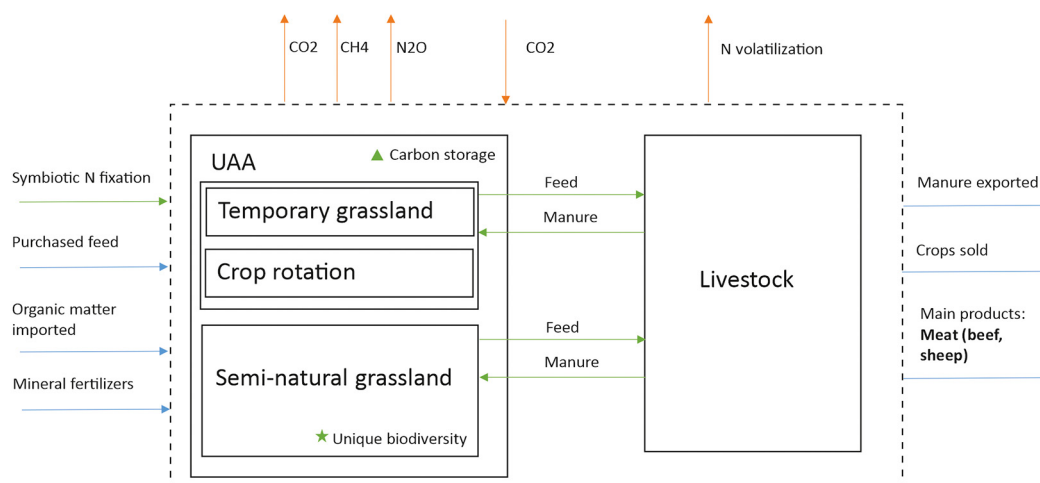 CO2
CH4
N2O
CO2
N volatilization
UAA
Carbon storage
Symbiotic N fixation
Feed
Manure exported
Temporary grassland
Manure
Purchased feed
Crops sold
Crop rotation
Livestock
Organic matter
imported
Main products:
Meat (beef,
sheep)
Feed
Manure
Semi-natural grassland
Mineral fertilizers
Unique biodiversity